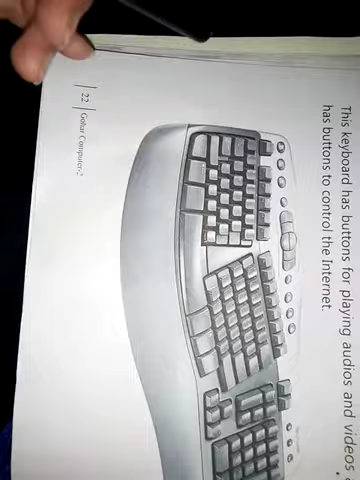 This keyboard has buttons for playing audios and videos
has buttons to control the Internet.
22 | Gohar Computer-2